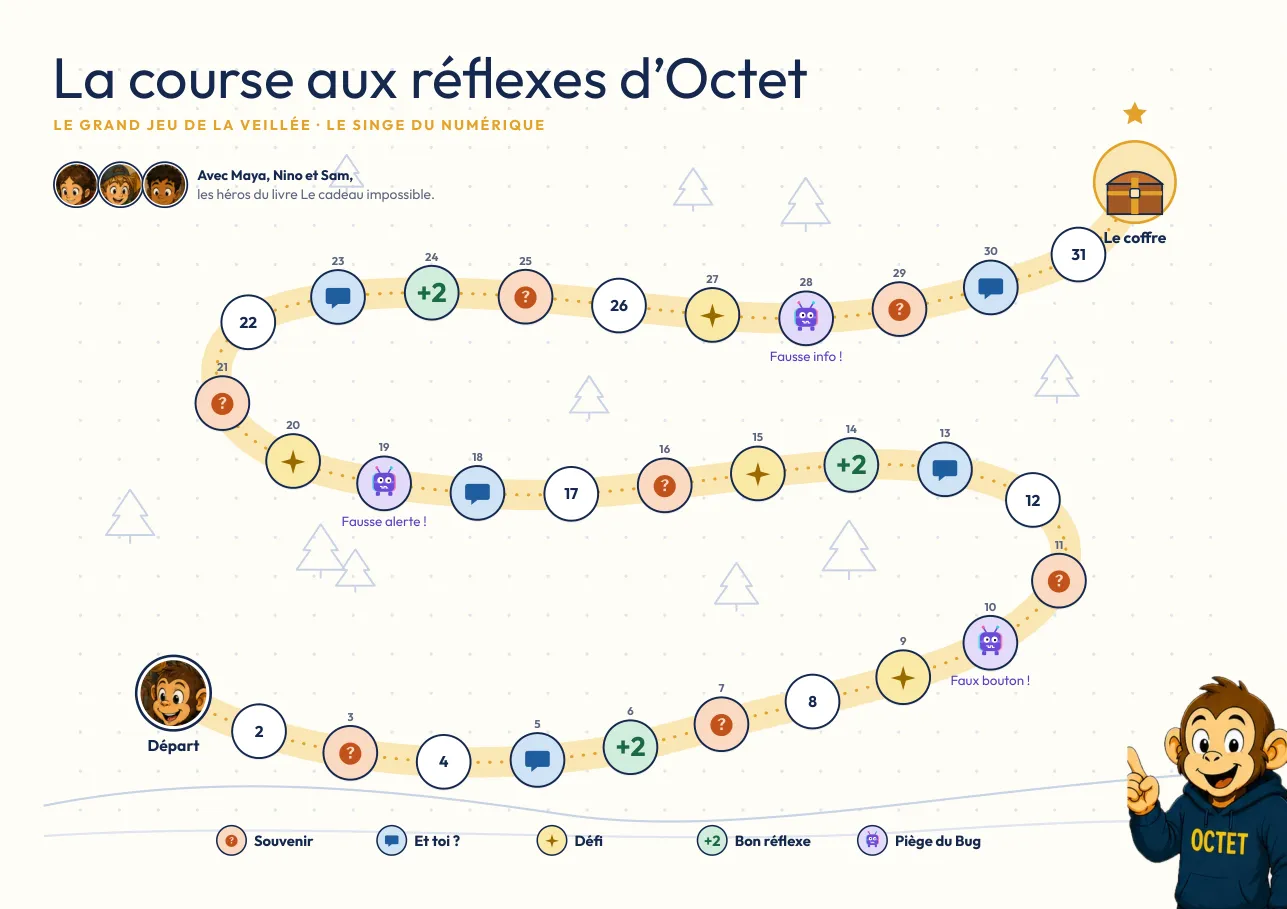 La course aux réflexes d'Octet
LE GRAND JEU DE LA VEILLÉE · LE SINGE DU NUMÉRIQUE
Avec Maya, Nino et Sam,
les héros du livre Le cadeau impossible.
Le coffre
31
30
29
28
Fausse info !
27
26
25
24
+2
23
22
21
20
19
Fausse alerte !
18
17
16
15
14
+2
13
12
11
10
Faux bouton !
9
8
7
6
+2
5
4
3
2
Départ
?
?
?
?
?
?
?
Souvenir
Et toi ?
Défi
+2 Bon réflexe
Piège du Bug
OCTET